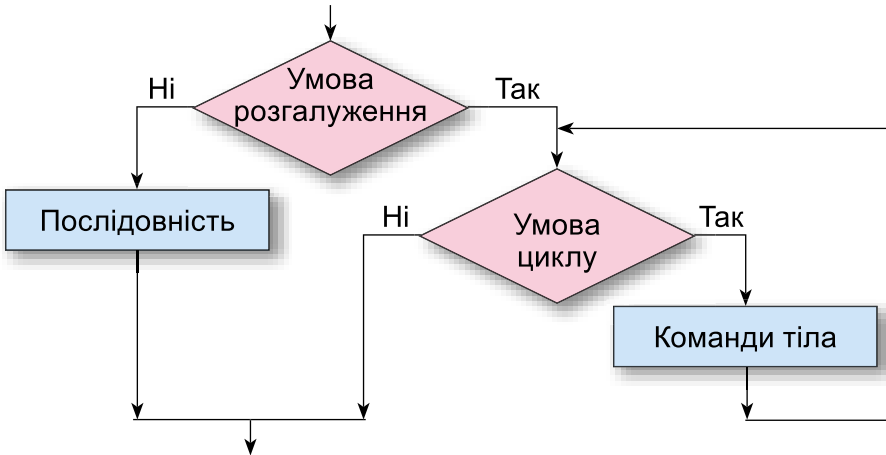 Умова
розгалуження
Ні
Так
Послідовність
Ні
Умова
циклу
Так
Команди тіла